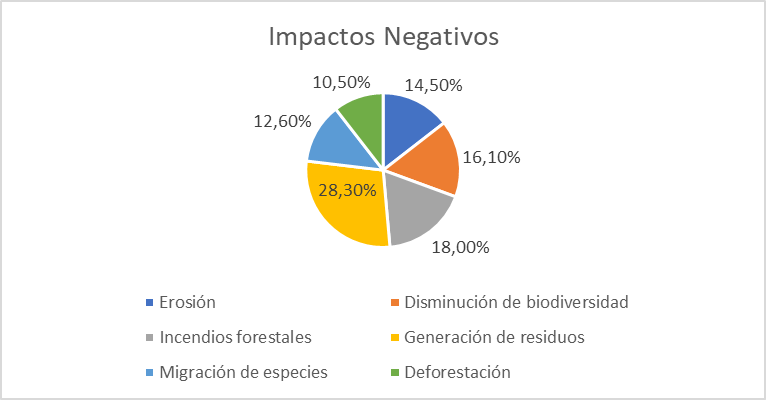 Impactos Negativos
10,50%
14,50%
12,60%
16,10%
28,30%
18,00%
Erosión
Disminución de biodiversidad
Incendios forestales
Generación de residuos
Migración de especies
Deforestación